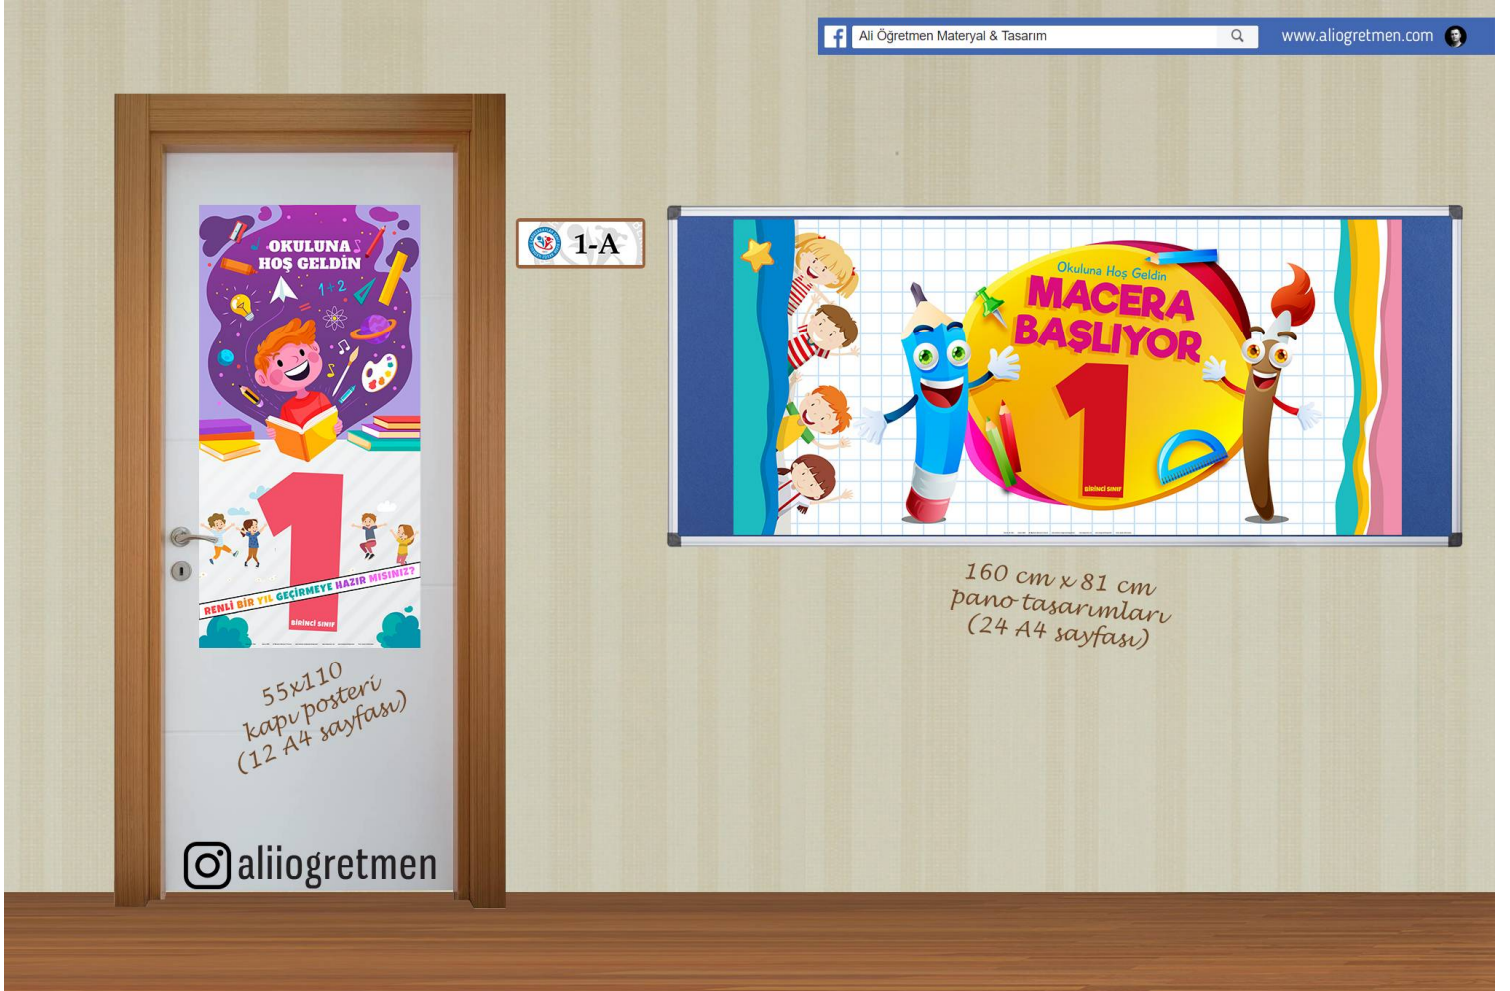 Ali Öğretmen Materyal & Tasarım
www.aliogretmen.com
OKULUNA
HOŞ GELDİN
1+2
1
RENLİ BİR YIL GEÇİRMEYE HAZIR MISINIZ?
BİRİNCİ SINIF
55x110
kapı posteri
(12 A4 sayfası)
aliiogretmen
1-A
Okuluna Hoş Geldin
MACERA
BAŞLIYOR
1
BİRİNCİ SINIF
160 cm x 81 cm
pano tasarımları
(24 A4 sayfası)